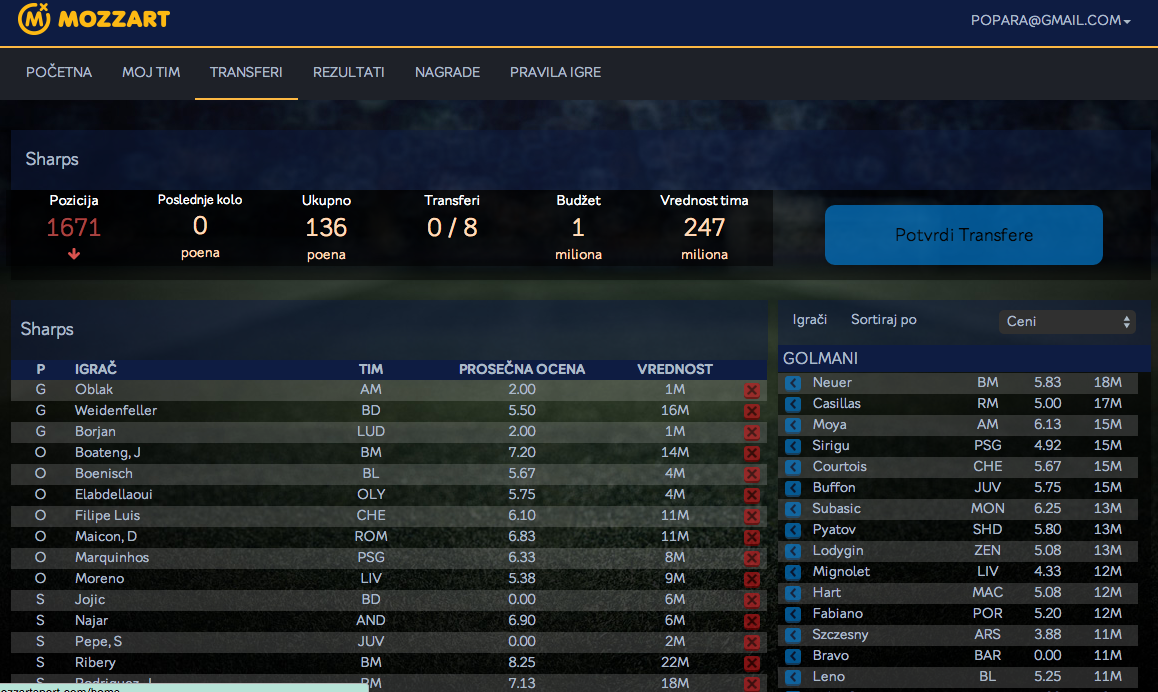 MOZZART
POPARA@GMAIL.COM
POČETNA MOJ TIM TRANSFERI REZULTATI NAGRADE PRAVILA IGRE
Sharps
Pozicija Poslednje kolo Ukupno Transferi Budžet Vrednost tima
1671 0 136 0 / 8 1 247
poena poena miliona miliona
Potvrdi Transfere
Sharps
P IGRAČ TIM PROSEČNA OCENA VREDNOST
G Oblak AM 2.00 1M
G Weidenfeller BD 5.50 16M
G Borjan LUD 2.00 1M
O Boateng, J BM 7.20 14M
O Boenisch BL 5.67 4M
O Elabdellaoui OLY 5.75 4M
O Filipe Luis CHE 6.10 11M
O Maicon, D ROM 6.83 11M
O Marquinhos PSG 6.33 8M
O Moreno LIV 5.38 9M
S Jojic BD 0.00 6M
S Najar AND 6.90 6M
S Pepe, S JUV 0.00 2M
S Ribery BM 8.25 22M
S Rodriguez, J RM 7.13 18M
Igrači Sortiraj po Ceni
GOLMANI
Neuer BM 5.83 18M
Casillas RM 5.00 17M
Moya AM 6.13 15M
Sirigu PSG 4.92 15M
Courtois CHE 5.67 15M
Buffon JUV 5.75 15M
Subasic MON 6.25 13M
Pyatov SHD 5.80 13M
Lodygin ZEN 5.08 13M
Mignolet LIV 4.33 12M
Hart MAC 5.08 12M
Fabiano POR 5.20 12M
Szczesny ARS 3.88 11M
Bravo BAR 0.00 11M
Leno BL 5.25 11M